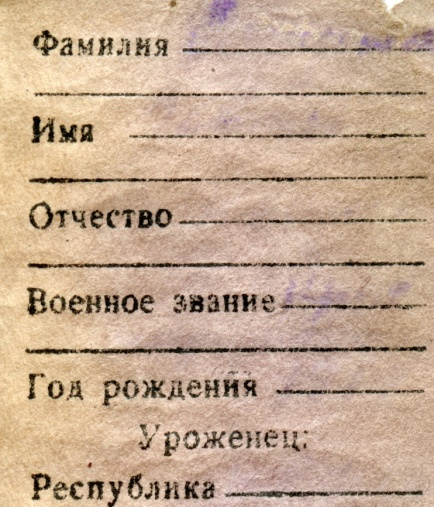 Фамилия
Имя
Отчество
Военное звание
Год рождения
Уроженец:
Республика